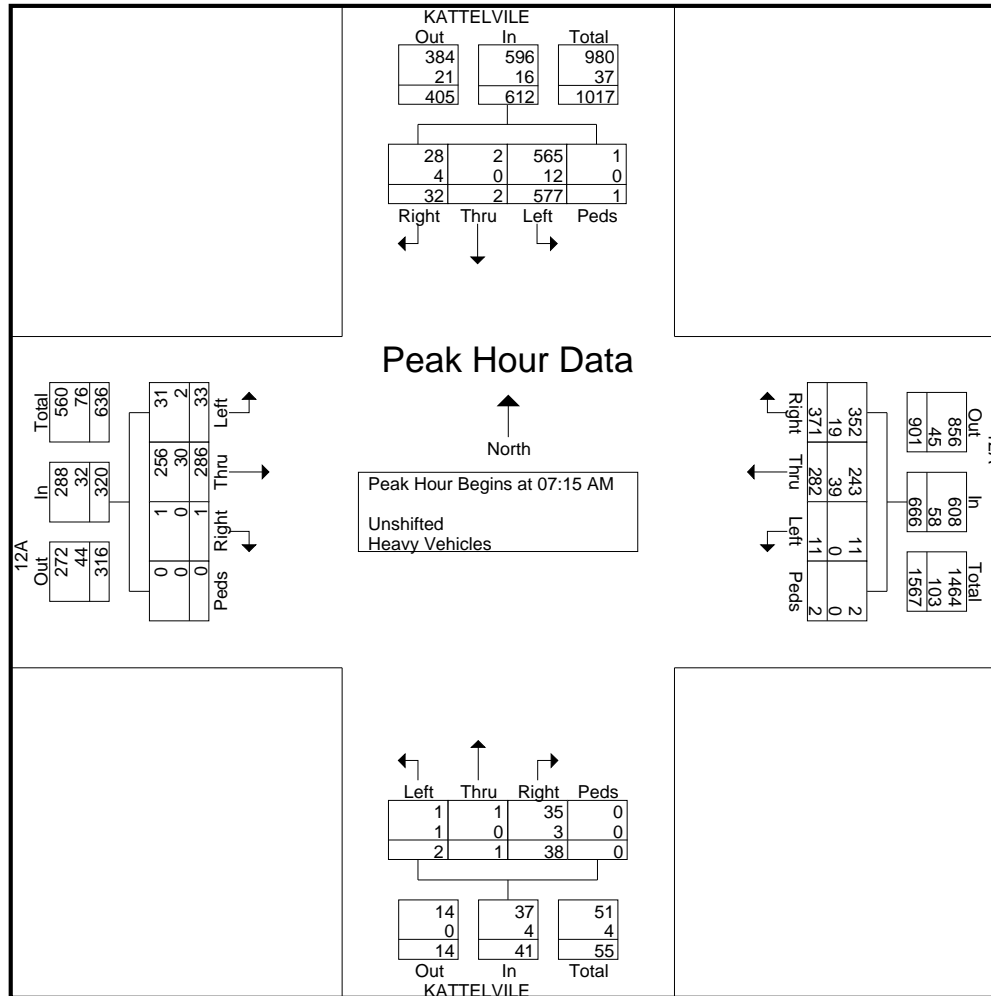 KATTELVILE
Out In Total
384 596 980
21 16 37
405 612 1017
28 2 565 1
4 0 12 0
32 2 577 1
Right Thru Left Peds
Peak Hour Data
North
Peak Hour Begins at 07:15 AM
Unshifted
Heavy Vehicles
12A
Out In Total
272 288 560
44 32 76
316 320 636
31 256 1 0
2 30 0 0
33 286 1 0
Left Thru Right Peds
Out In Total
856 608 1464
45 58 103
901 666 1567
352 243 11 2
19 39 0 0
371 282 11 2
Right Thru Left Peds
Left Thru Right Peds
1 1 35 0
1 0 3 0
2 1 38 0
14 37 51
0 4 4
14 41 55
Out In Total
KATTELVILE